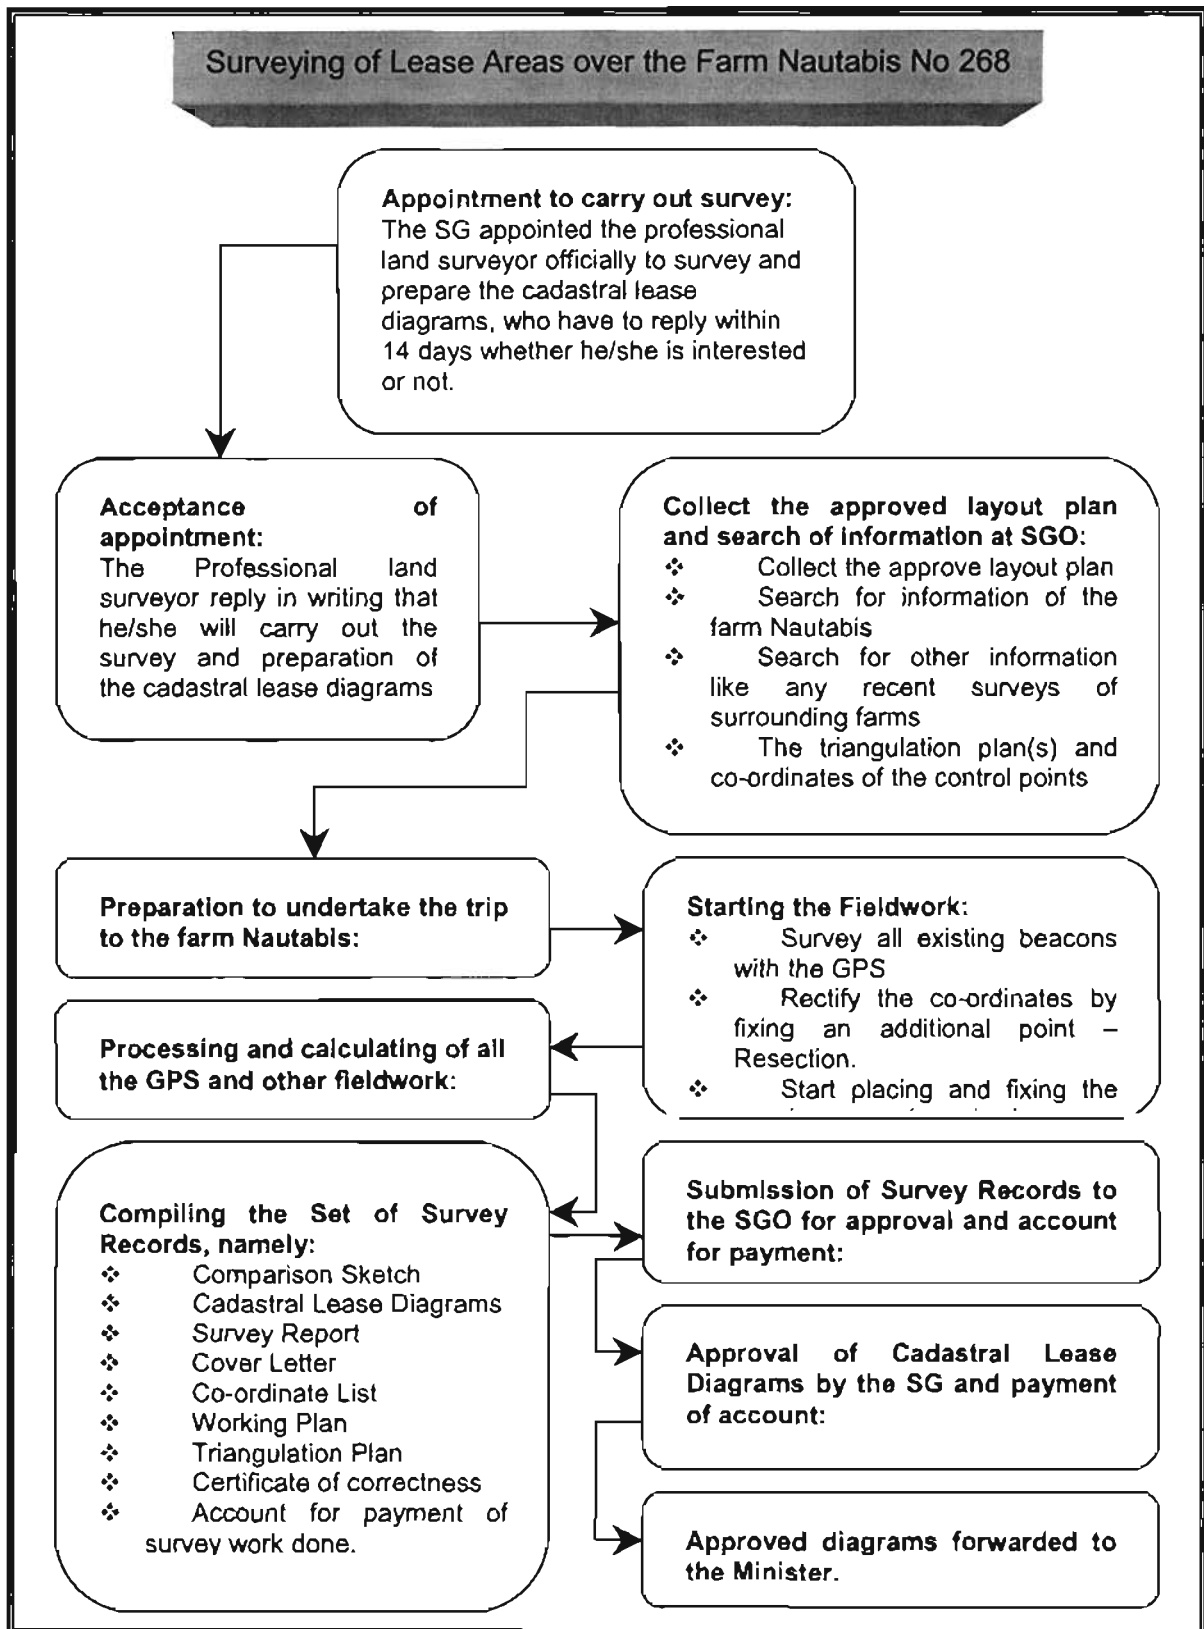 Surveying of Lease Areas over the Farm Nautabis No 268
Appointment to carry out survey:
The SG appointed the professional
land surveyor officially to survey and
prepare the cadastral lease
diagrams, who have to reply within
14 days whether he/she is interested
or not.
Acceptance of
appointment:
The Professional land
surveyor reply in writing that
he/she will carry out the
survey and preparation of
the cadastral lease diagrams
Collect the approved layout plan
and search of information at SGO:
❖ Collect the approve layout plan
❖ Search for information of the
farm Nautabis
❖ Search for other information
like any recent surveys of
surrounding farms
❖ The triangulation plan(s) and
co-ordinates of the control points
Preparation to undertake the trip
to the farm Nautabis:
Starting the Fieldwork:
❖ Survey all existing beacons
with the GPS
❖ Rectify the co-ordinates by
fixing an additional point –
Resection.
❖ Start placing and fixing the
Processing and calculating of all
the GPS and other fieldwork:
Compiling the Set of Survey
Records, namely:
❖ Comparison Sketch
❖ Cadastral Lease Diagrams
❖ Survey Report
❖ Cover Letter
❖ Co-ordinate List
❖ Working Plan
❖ Triangulation Plan
❖ Certificate of correctness
❖ Account for payment of
survey work done.
Submission of Survey Records to
the SGO for approval and account
for payment:
Approval of Cadastral Lease
Diagrams by the SG and payment
of account:
Approved diagrams forwarded to
the Minister.